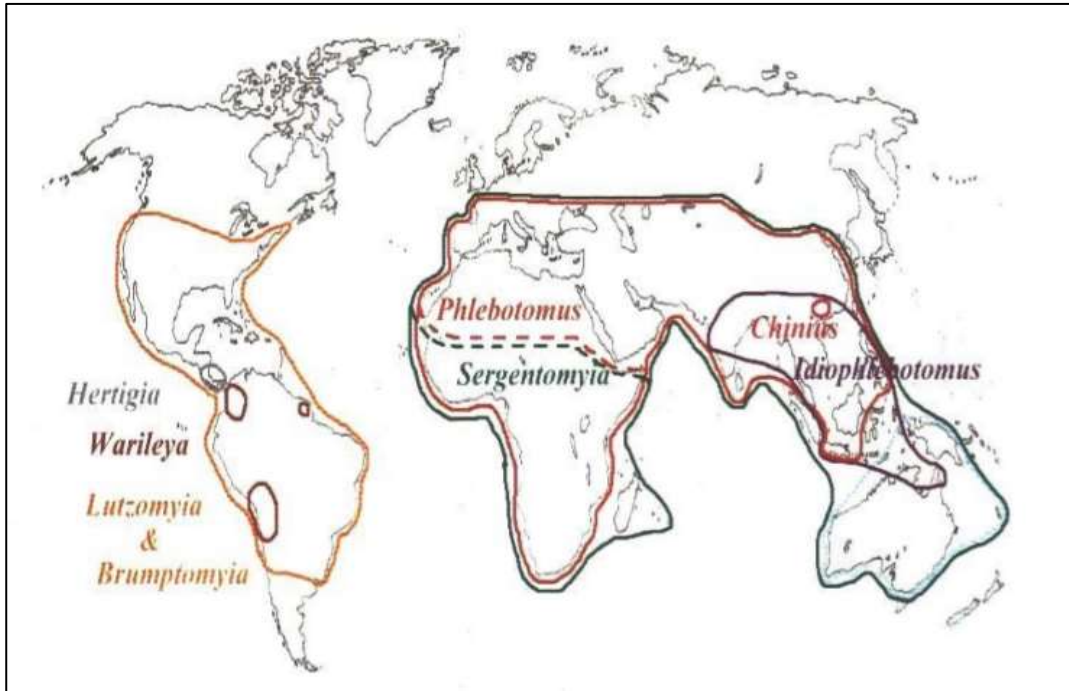 Phlebotomus
Chinius
Idiophlebotomus
Sergentomyia
Hertigia
Warileya
Lutzomyia
&
Brumptomyia